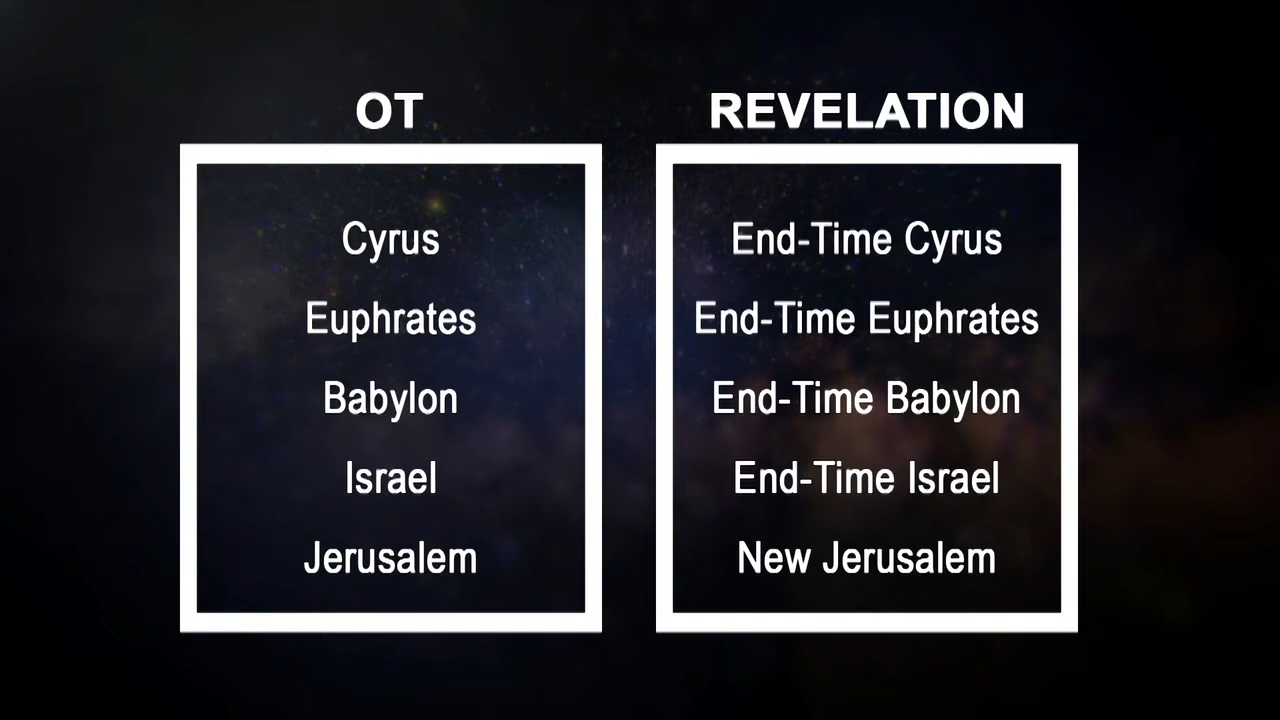 OT
Cyrus
Euphrates
Babylon
Israel
Jerusalem
REVELATION
End-Time Cyrus
End-Time Euphrates
End-Time Babylon
End-Time Israel
New Jerusalem